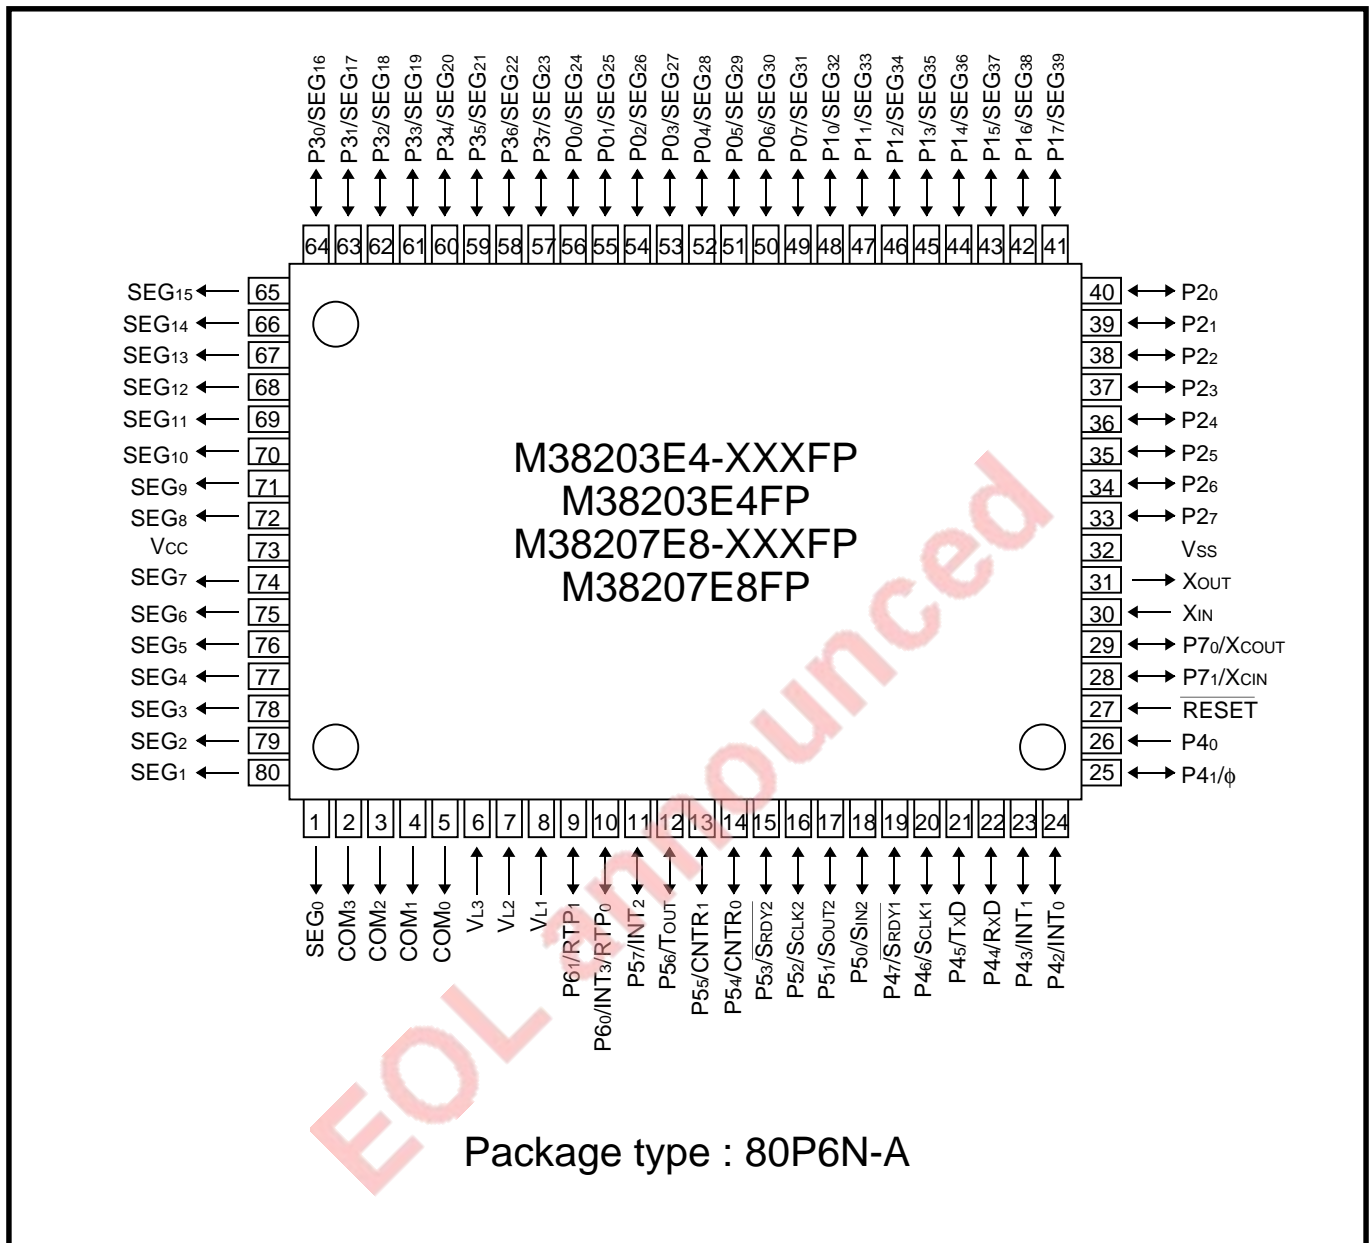 P30/SEG16
P31/SEG17
P32/SEG18
P33/SEG19
P34/SEG20
P35/SEG21
P36/SEG22
P37/SEG23
P00/SEG24
P01/SEG25
P02/SEG26
P03/SEG27
P04/SEG28
P05/SEG29
P06/SEG30
P07/SEG31
P10/SEG32
P11/SEG33
P12/SEG34
P13/SEG35
P14/SEG36
P15/SEG37
P16/SEG38
P17/SEG39
64 63 62 61 60 59 58 57 56 55 54 53 52 51 50 49 48 47 46 45 44 43 42 41
SEG15 65
SEG14 66
SEG13 67
SEG12 68
SEG11 69
SEG10 70
SEG9 71
SEG8 72
VCC 73
SEG7 74
SEG6 75
SEG5 76
SEG4 77
SEG3 78
SEG2 79
SEG1 80
M38203E4-XXXFP
M38203E4FP
M38207E8-XXXFP
M38207E8FP
40 P20
39 P21
38 P22
37 P23
36 P24
35 P25
34 P26
33 P27
32 VSS
31 XOUT
30 XIN
29 P70/XCOUT
28 P71/XCIN
27 RESET
26 P40
25 P41/ϕ
1 2 3 4 5 6 7 8 9 10 11 12 13 14 15 16 17 18 19 20 21 22 23 24
SEG0
COM3
COM2
COM1
COM0
VL3
VL2
VL1
P61/RTP1
P60/INT3/RTP0
P57/INT2
P56/TOUT
P55/CNTR1
P54/CNTR0
P53/SRDY2
P52/SCLK2
P51/SOUT2
P50/SIN2
P47/SRDY1
P46/SCLK1
P45/TxD
P44/RxD
P43/INT1
P42/INT0
EOL announced
Package type : 80P6N-A